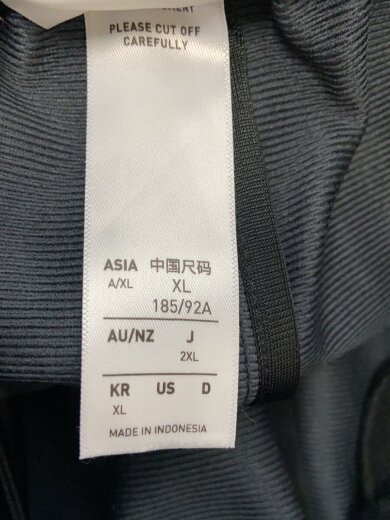 PLEASE CUT OFF
CAREFULLY
ASIA 中国尺码
A/XL XL
185/92A
AU/NZ J
2XL
KR US D
XL
MADE IN INDONESIA